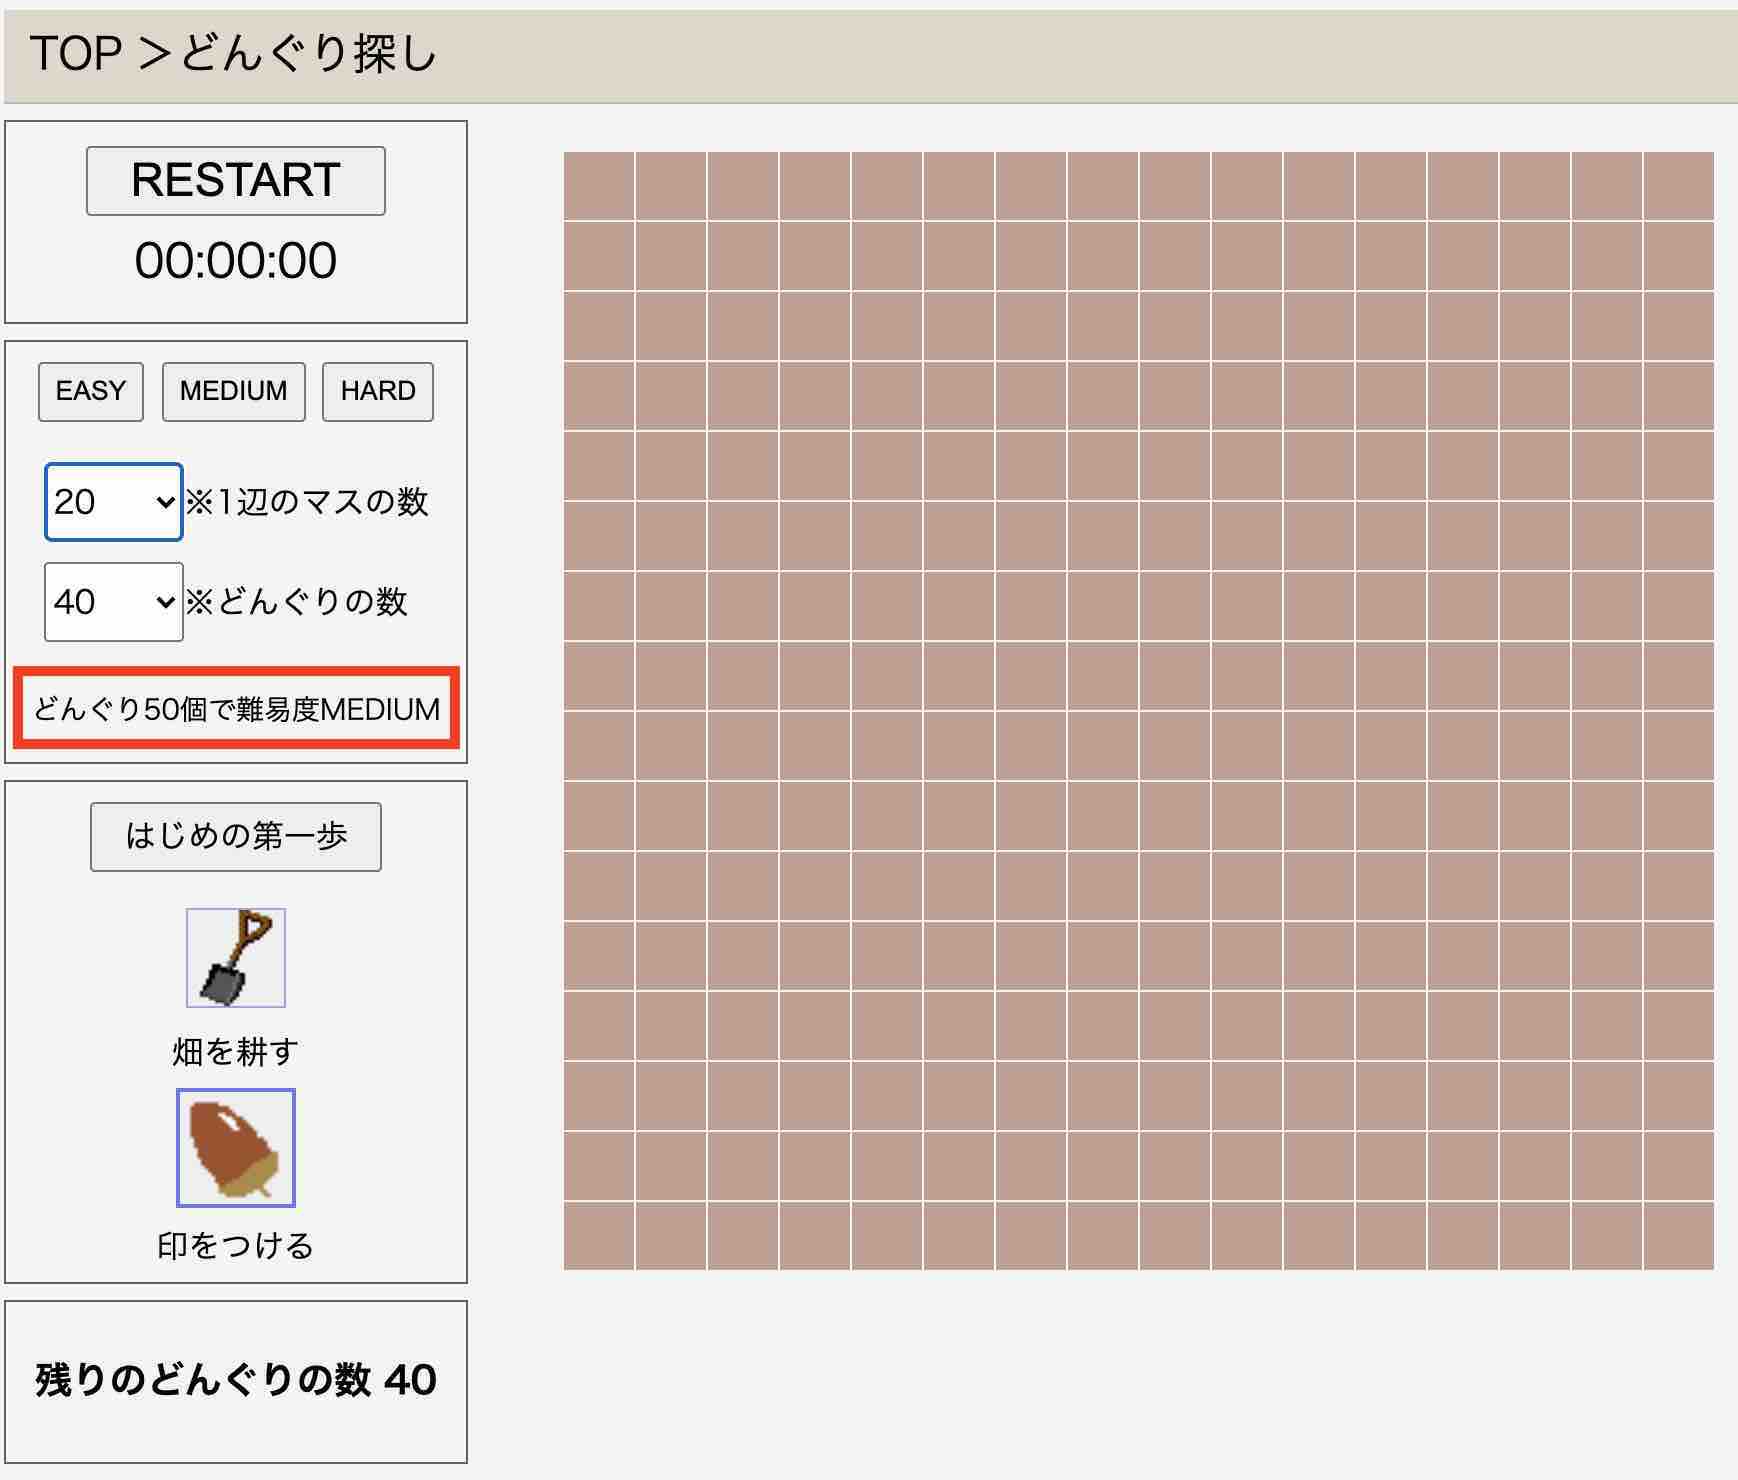 TOP ＞どんぐり探し
RESTART
00:00:00
EASY MEDIUM HARD
20 ※1辺のマスの数
40 ※どんぐりの数
どんぐり50個で難易度MEDIUM
はじめの第一歩
畑を耕す
印をつける
残りのどんぐりの数 40